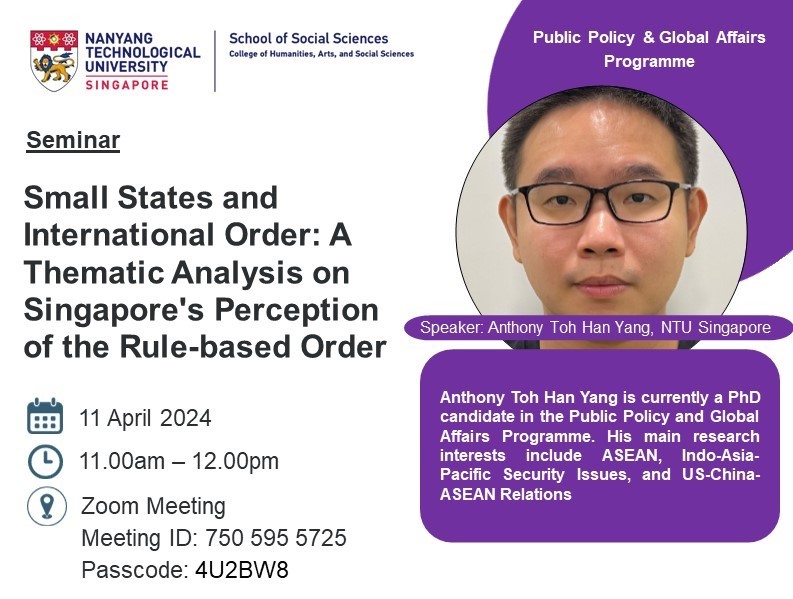 NANYANG
TECHNOLOGICAL
UNIVERSITY
SINGAPORE
School of Social Sciences
College of Humanities, Arts, and Social Sciences
Public Policy & Global Affairs
Programme
Seminar
Small States and
International Order: A
Thematic Analysis on
Singapore's Perception
of the Rule-based Order
Speaker: Anthony Toh Han Yang, NTU Singapore
Anthony Toh Han Yang is currently a PhD
candidate in the Public Policy and Global
Affairs Programme. His main research
interests include ASEAN, Indo-Asia-
Pacific Security Issues, and US-China-
ASEAN Relations
11 April 2024
11.00am – 12.00pm
Zoom Meeting
Meeting ID: 750 595 5725
Passcode: 4U2BW8